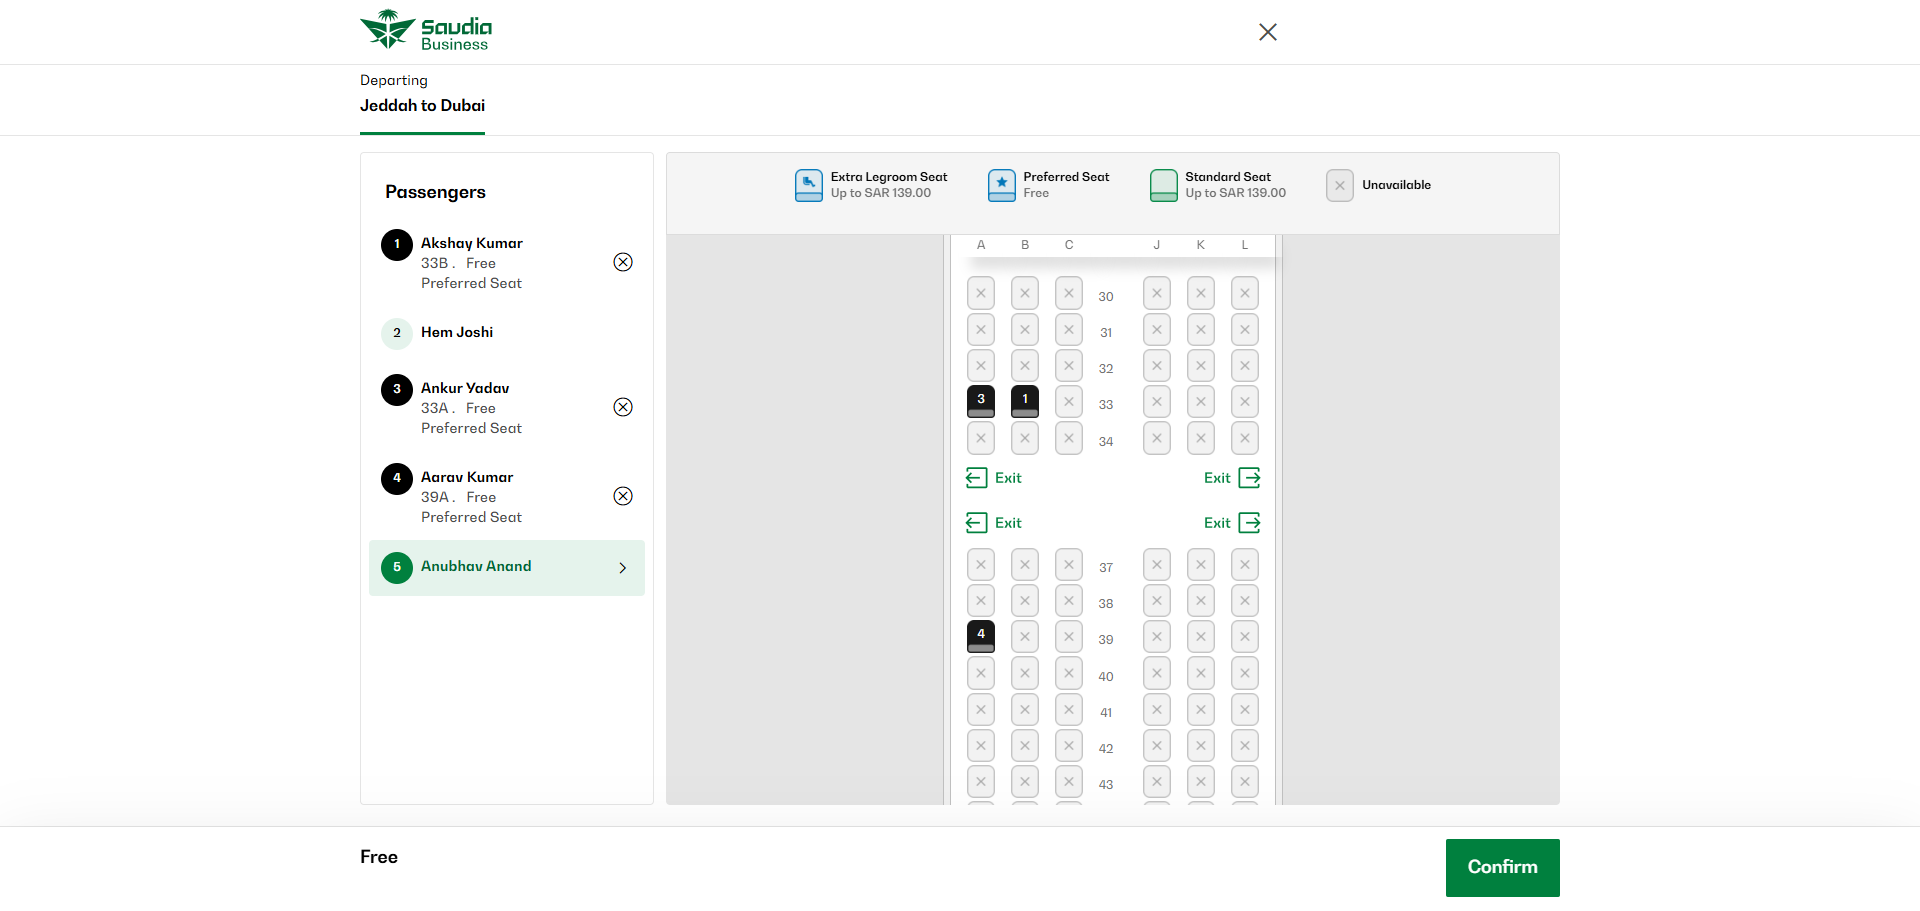 Saudia
Business
Departing
Jeddah to Dubai
Passengers
1 Akshay Kumar
33B . Free
Preferred Seat
2 Hem Joshi
3 Ankur Yadav
33A . Free
Preferred Seat
4 Aarav Kumar
39A . Free
Preferred Seat
5 Anubhav Anand
Extra Legroom Seat
Up to SAR 139.00
Preferred Seat
Free
Standard Seat
Up to SAR 139.00
Unavailable
A B C J K L
30
31
32
3 1 33
34
Exit Exit
Exit Exit
37
38
4 39
40
41
42
43
Free
Confirm